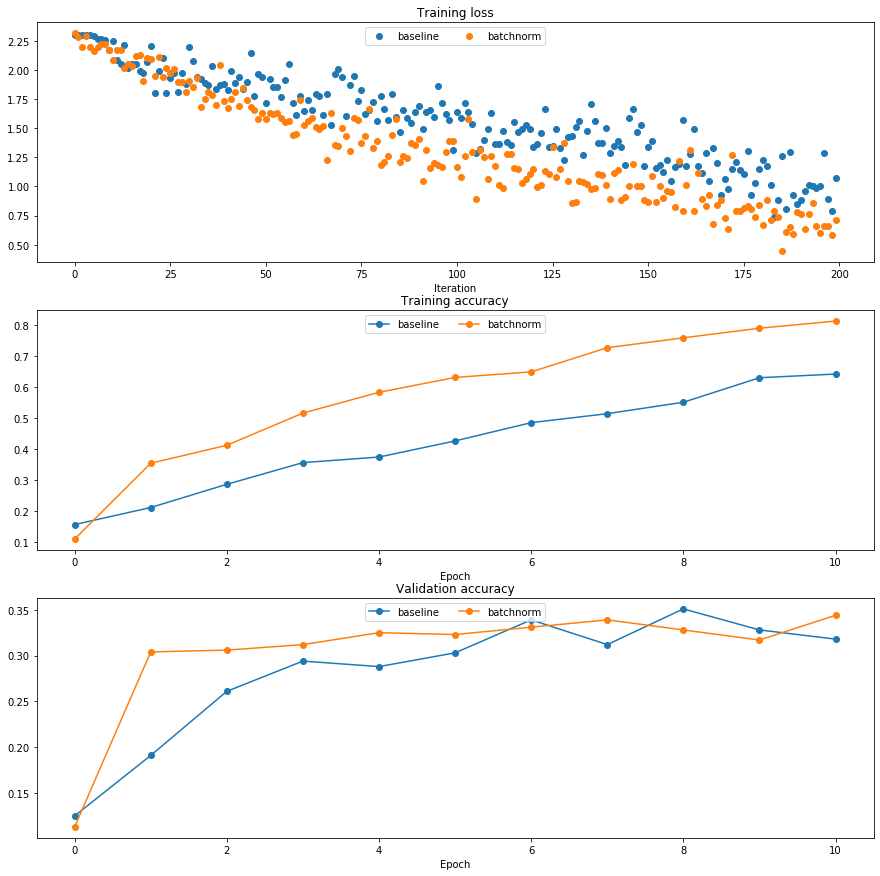 Training loss
baseline batchnorm
2.25
2.00
1.75
1.50
1.25
1.00
0.75
0.50
0 25 50 75 100 125 150 175 200
Iteration
Training accuracy
baseline batchnorm
0.8
0.7
0.6
0.5
0.4
0.3
0.2
0.1
0 2 4 6 8 10
Epoch
Validation accuracy
baseline batchnorm
0.35
0.30
0.25
0.20
0.15
0 2 4 6 8 10
Epoch